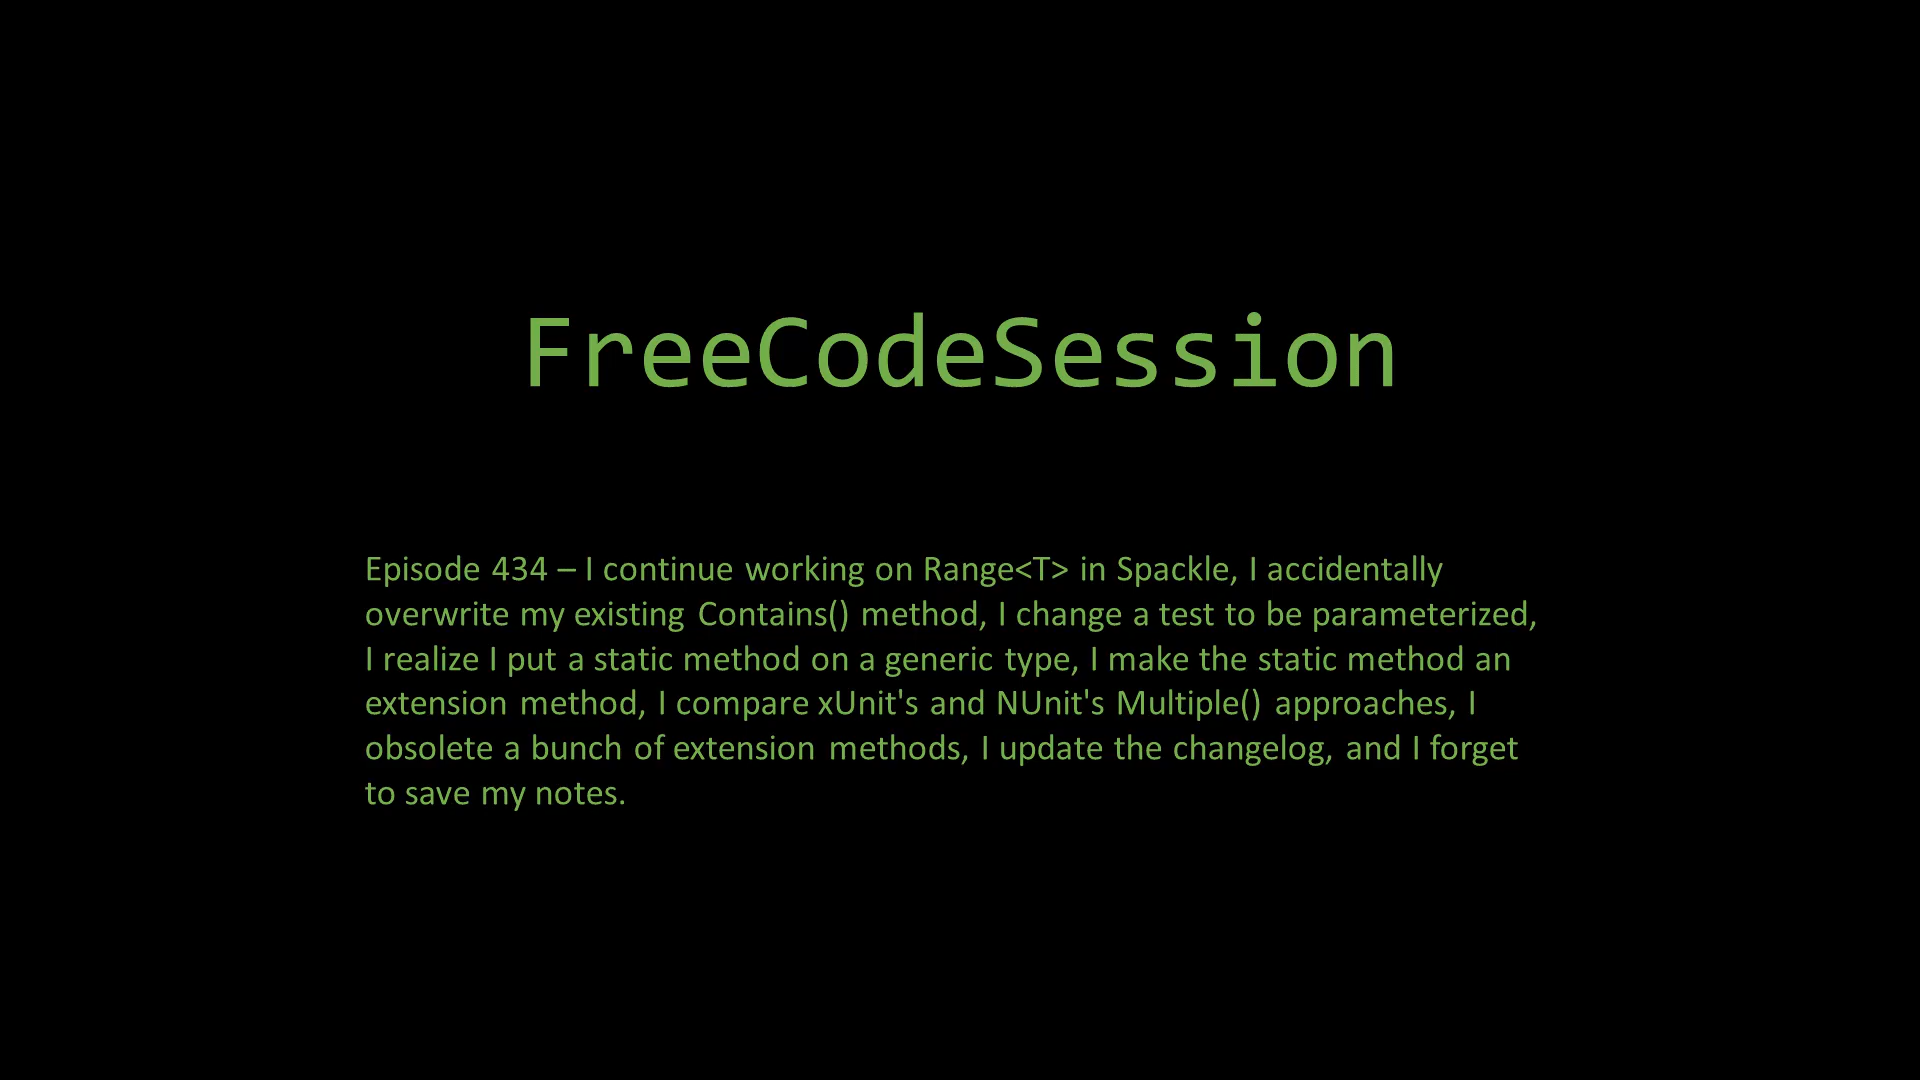 FreeCodeSession
Episode 434 – I continue working on Range<T> in Spackle, I accidentally
overwrite my existing Contains() method, I change a test to be parameterized,
I realize I put a static method on a generic type, I make the static method an
extension method, I compare xUnit's and NUnit's Multiple() approaches, I
obsolete a bunch of extension methods, I update the changelog, and I forget
to save my notes.